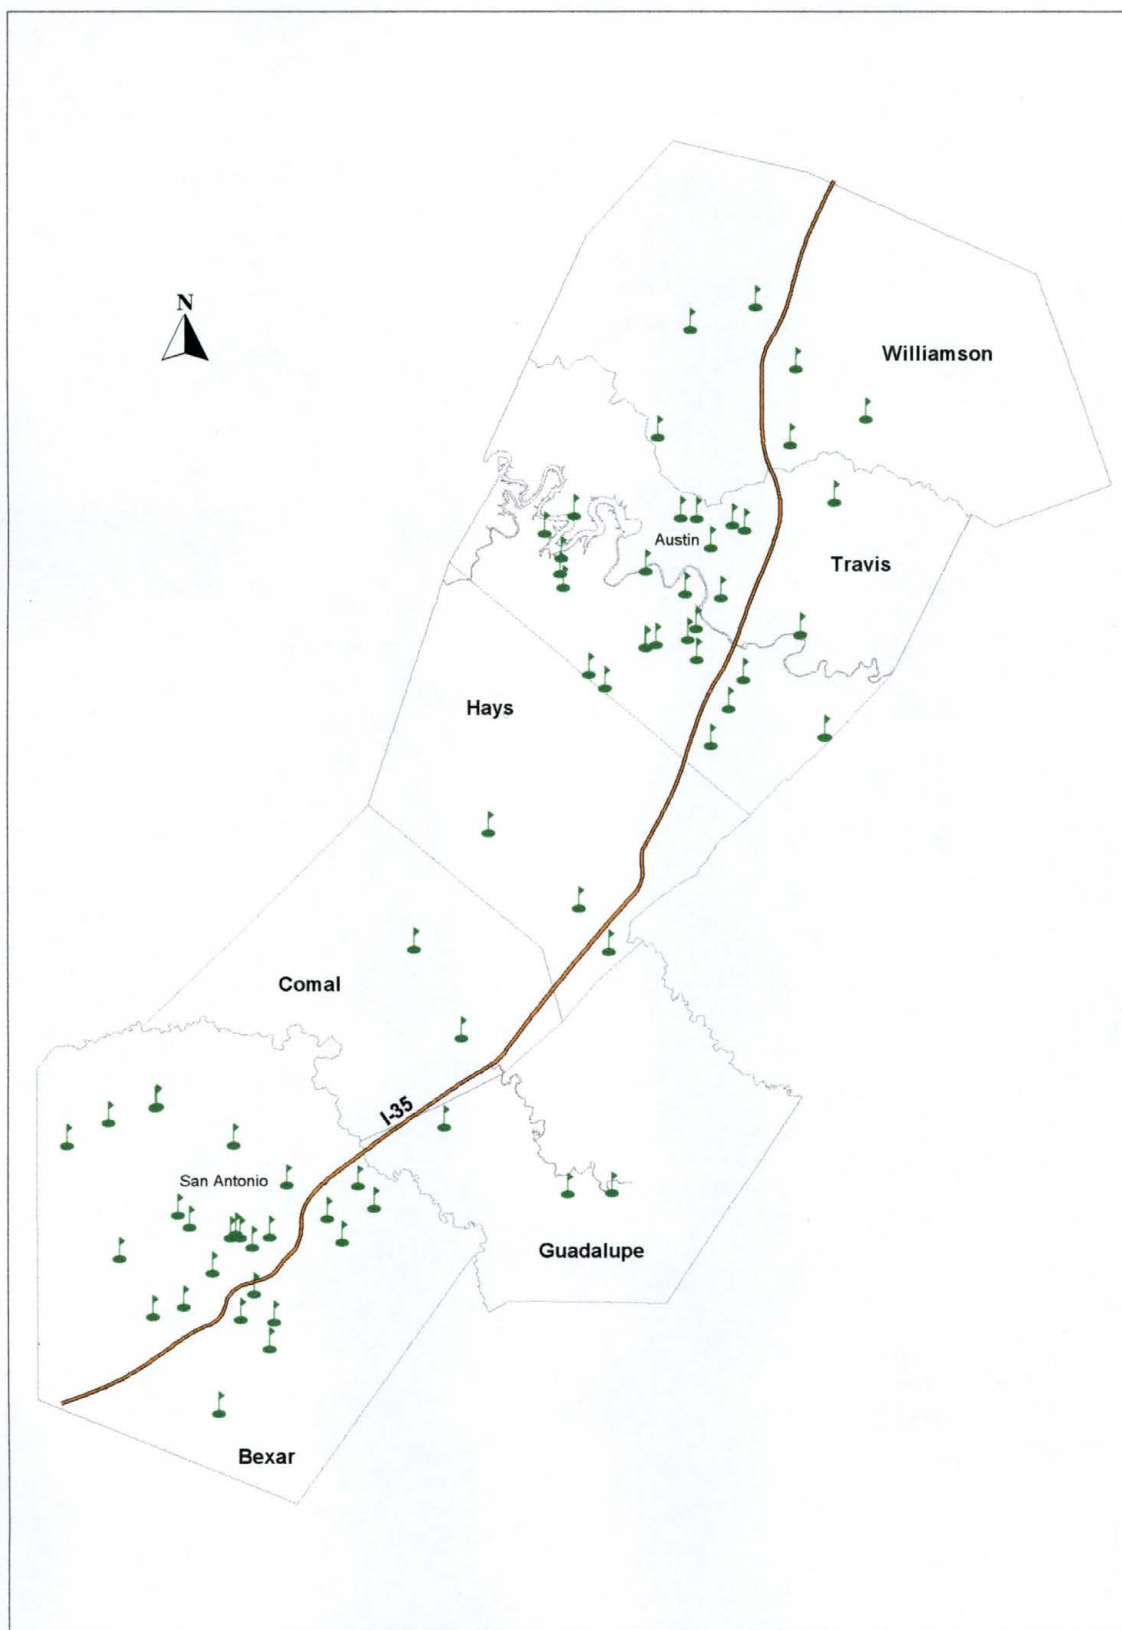 N
Williamson
Austin
Travis
Hays
Comal
I-35
San Antonio
Guadalupe
Bexar